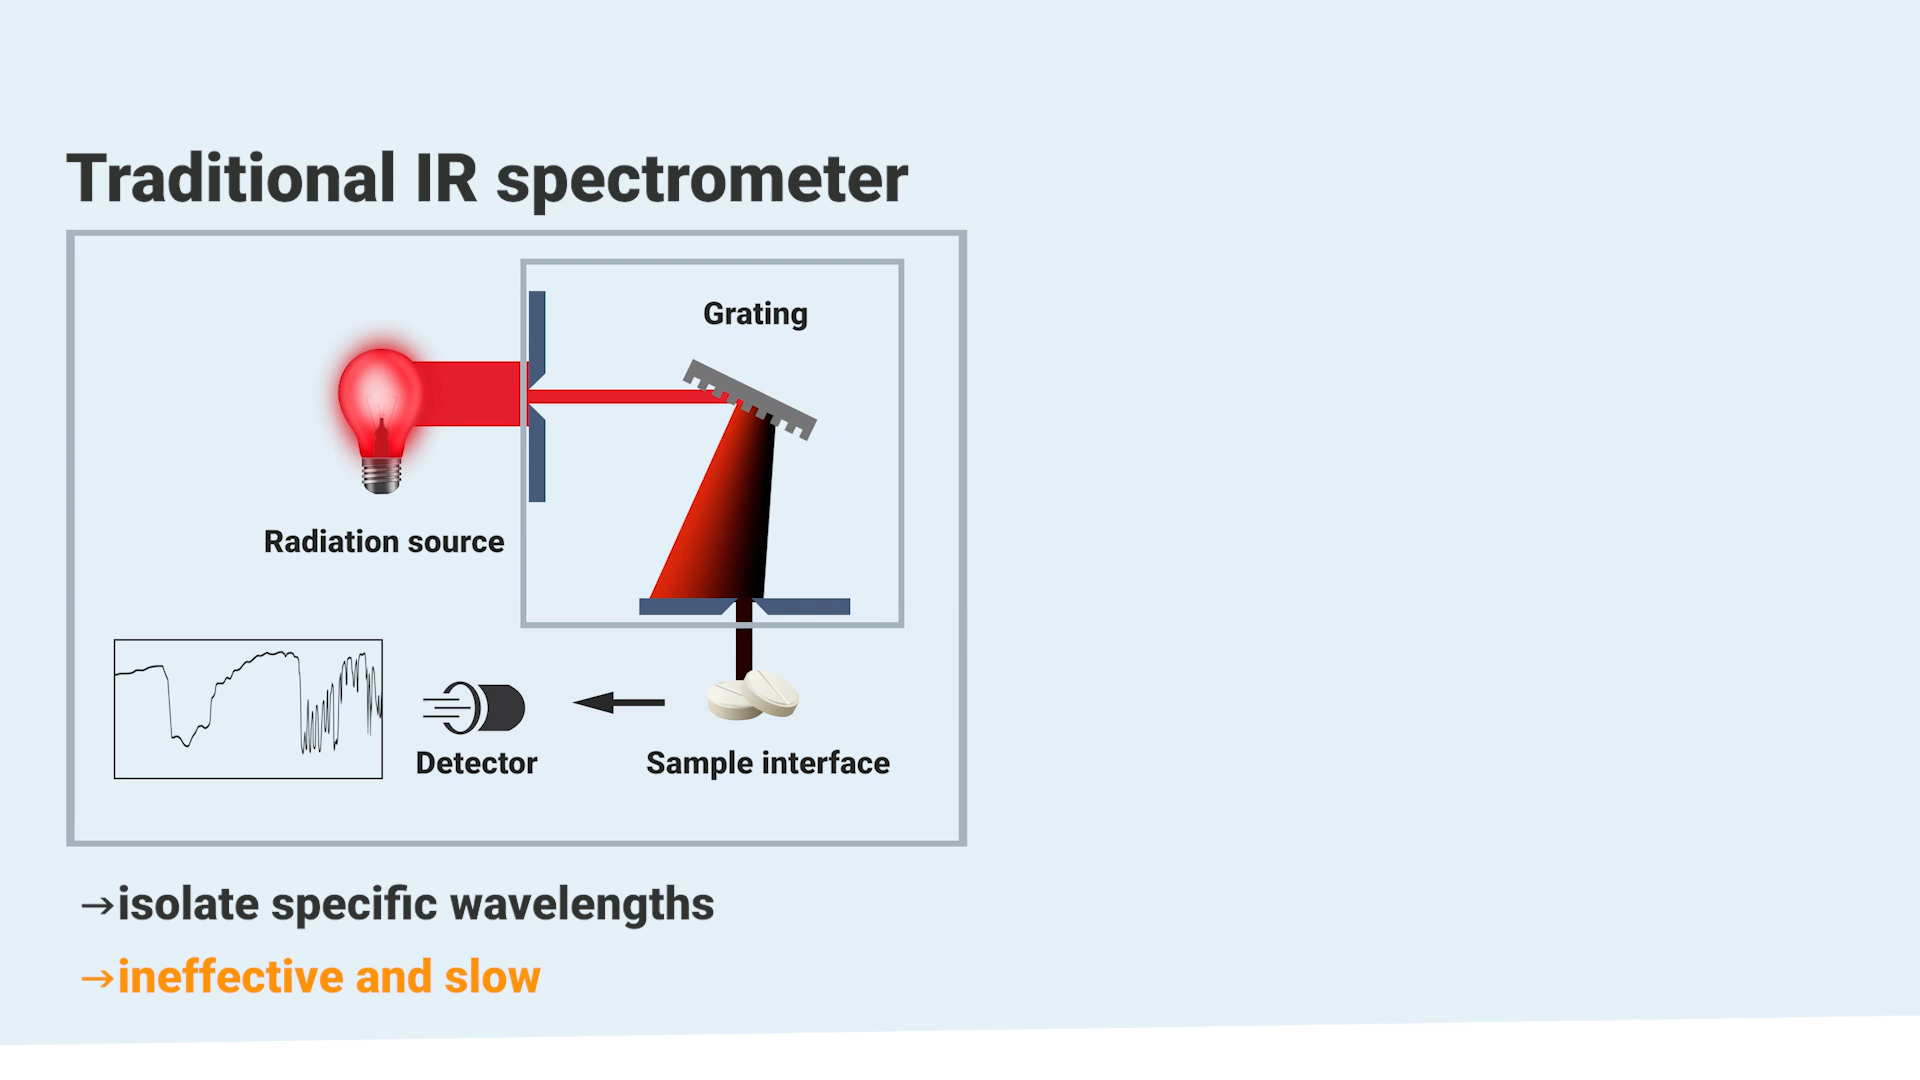 Traditional IR spectrometer
Grating
Radiation source
Detector
Sample interface
→isolate specific wavelengths
→ineffective and slow